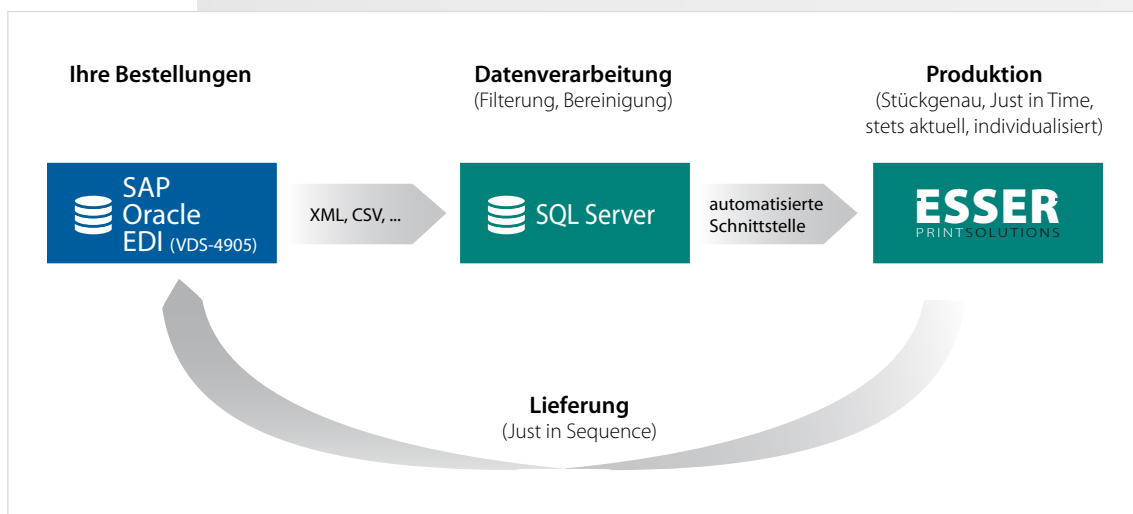 Ihre Bestellungen
Datenverarbeitung
(Filterung, Bereinigung)
Produktion
(Stückgenau, Just in Time,
stets aktuell, individualisiert)
SAP
Oracle
EDI (VDS-4905)
XML, CSV, ...
SQL Server
automatisierte
Schnittstelle
ESSER
PRINTSOLUTIONS
Lieferung
(Just in Sequence)